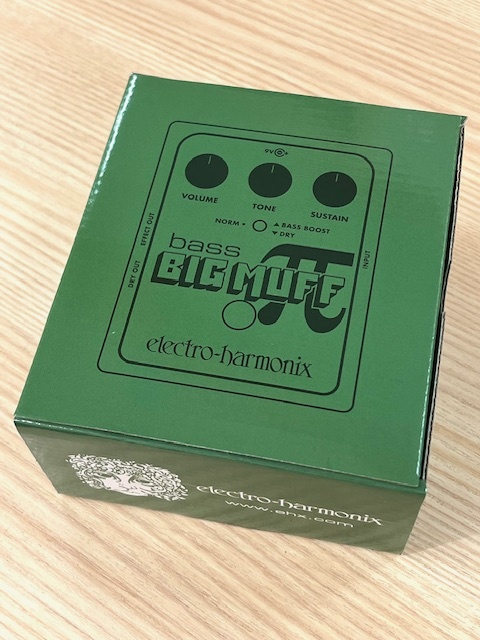 9V
VOLUME
TONE
SUSTAIN
NORM
BASS BOOST
DRY
EFFECT OUT
DRY OUT
INPUT
bass
BIG MUFF π
electro-harmonix
electro-harmonix
www.ehx.com